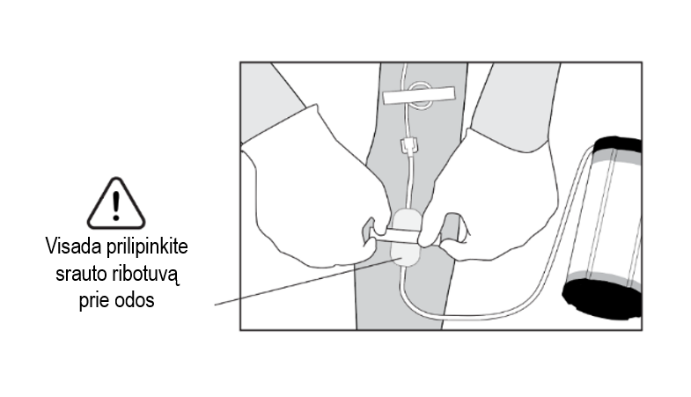 Visada prilipinkite
srauto ribotuvą
prie odos